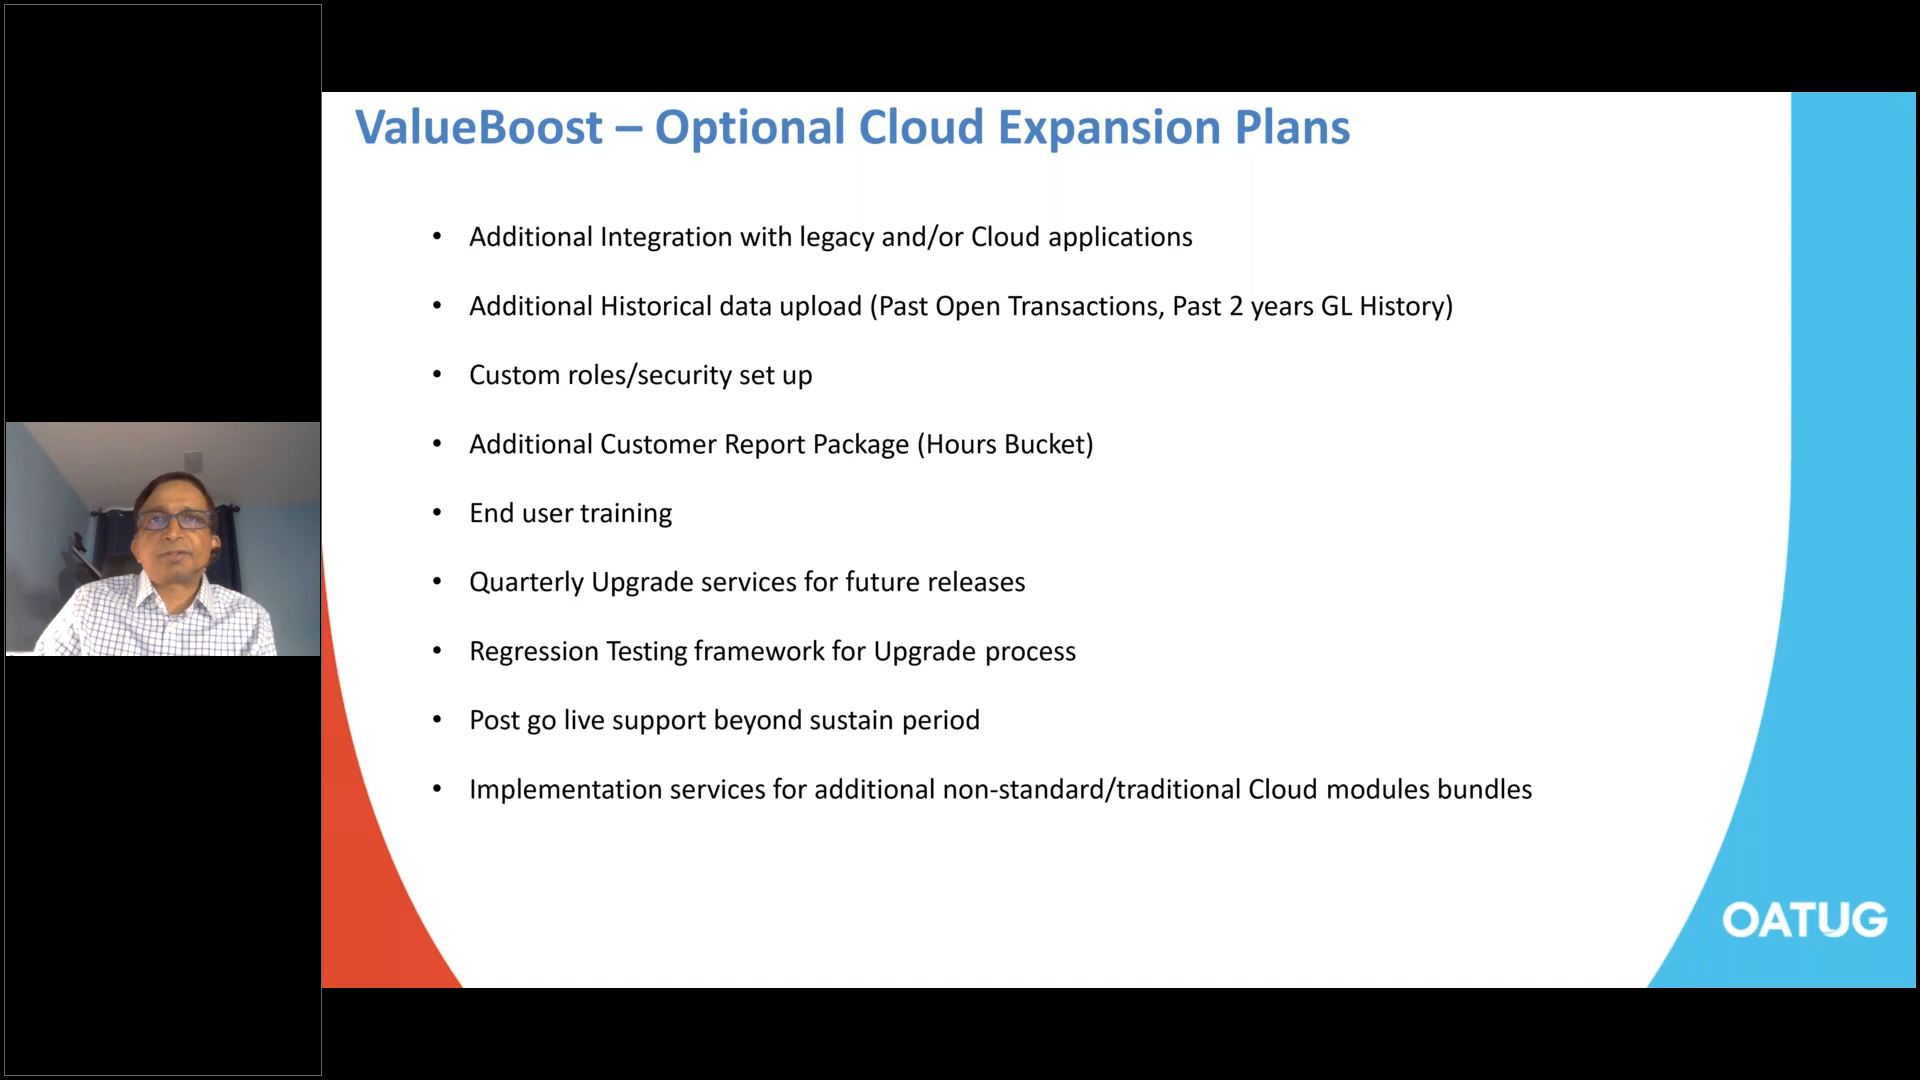 ValueBoost – Optional Cloud Expansion Plans
• Additional Integration with legacy and/or Cloud applications
• Additional Historical data upload (Past Open Transactions, Past 2 years GL History)
• Custom roles/security set up
• Additional Customer Report Package (Hours Bucket)
• End user training
• Quarterly Upgrade services for future releases
• Regression Testing framework for Upgrade process
• Post go live support beyond sustain period
• Implementation services for additional non-standard/traditional Cloud modules bundles
OATUG